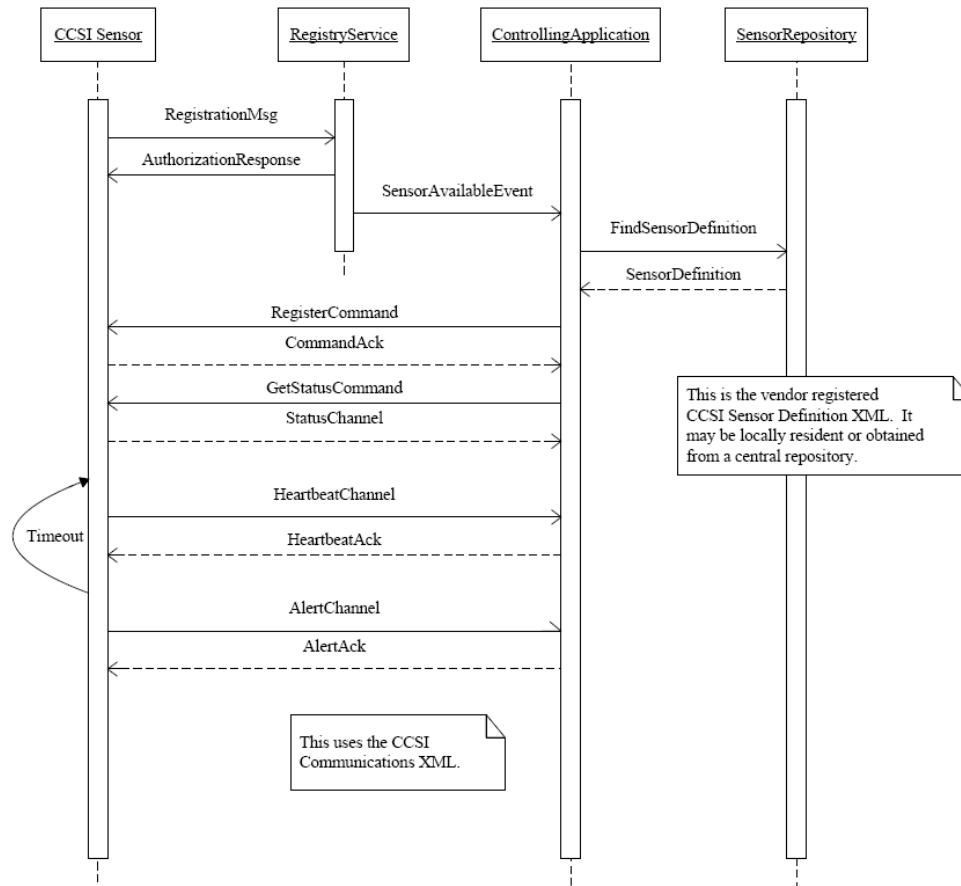 CCSI Sensor
RegistryService
ControllingApplication
SensorRepository
RegistrationMsg
AuthorizationResponse
SensorAvailableEvent
FindSensorDefinition
SensorDefinition
RegisterCommand
CommandAck
GetStatusCommand
StatusChannel
This is the vendor registered
CCSI Sensor Definition XML. It
may be locally resident or obtained
from a central repository.
HeartbeatChannel
Timeout
HeartbeatAck
AlertChannel
AlertAck
This uses the CCSI
Communications XML.